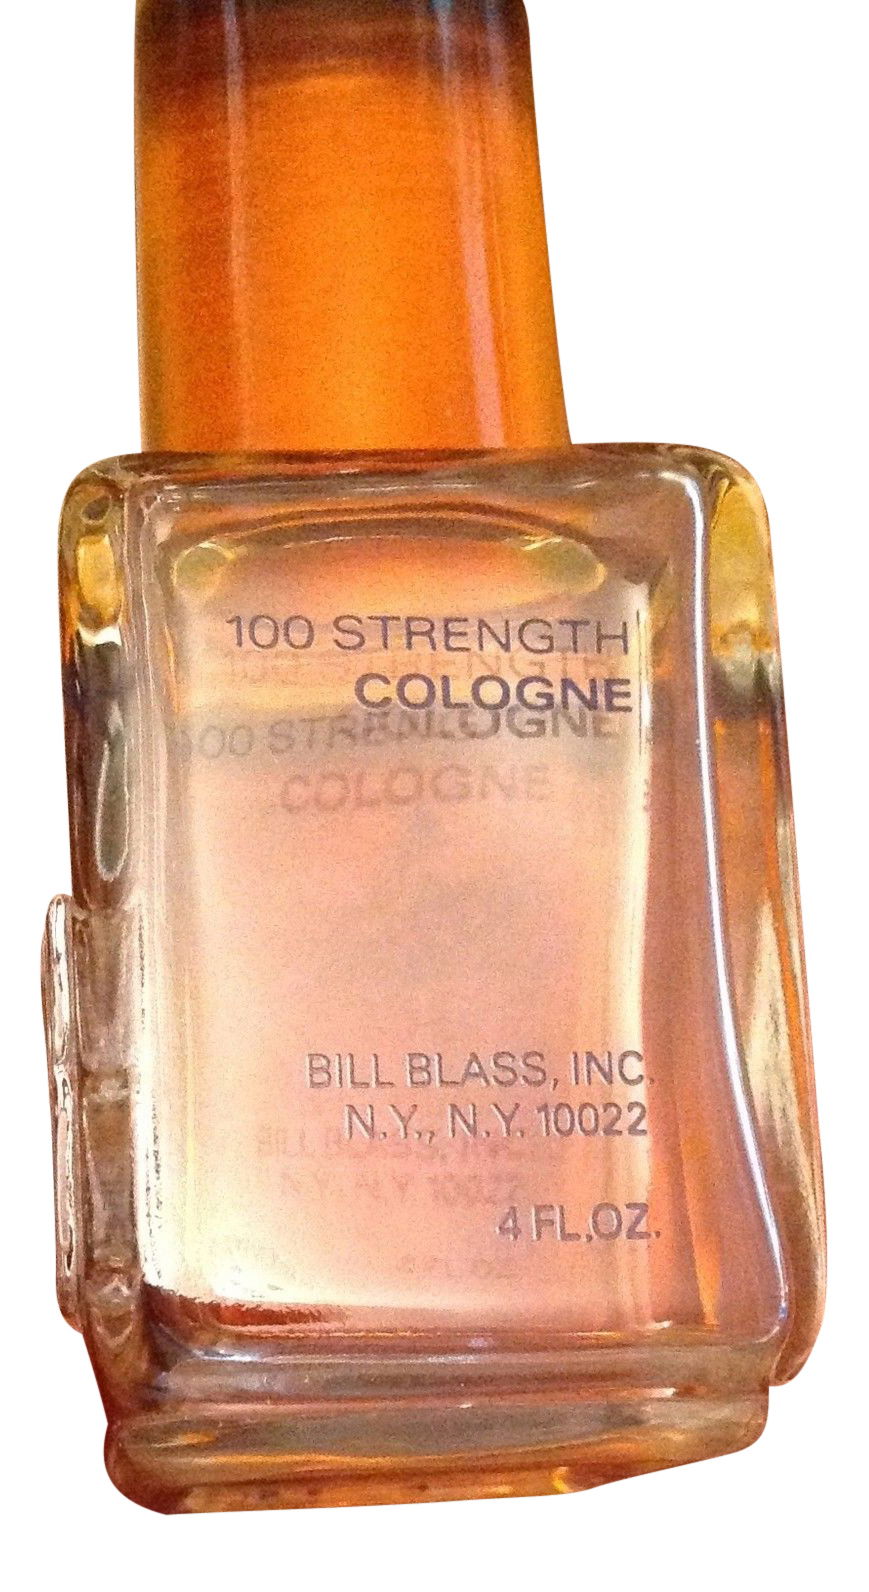 100 STRENGTH
COLOGNE
BILL BLASS, INC.
N.Y., N.Y. 10022
4 FL.OZ.